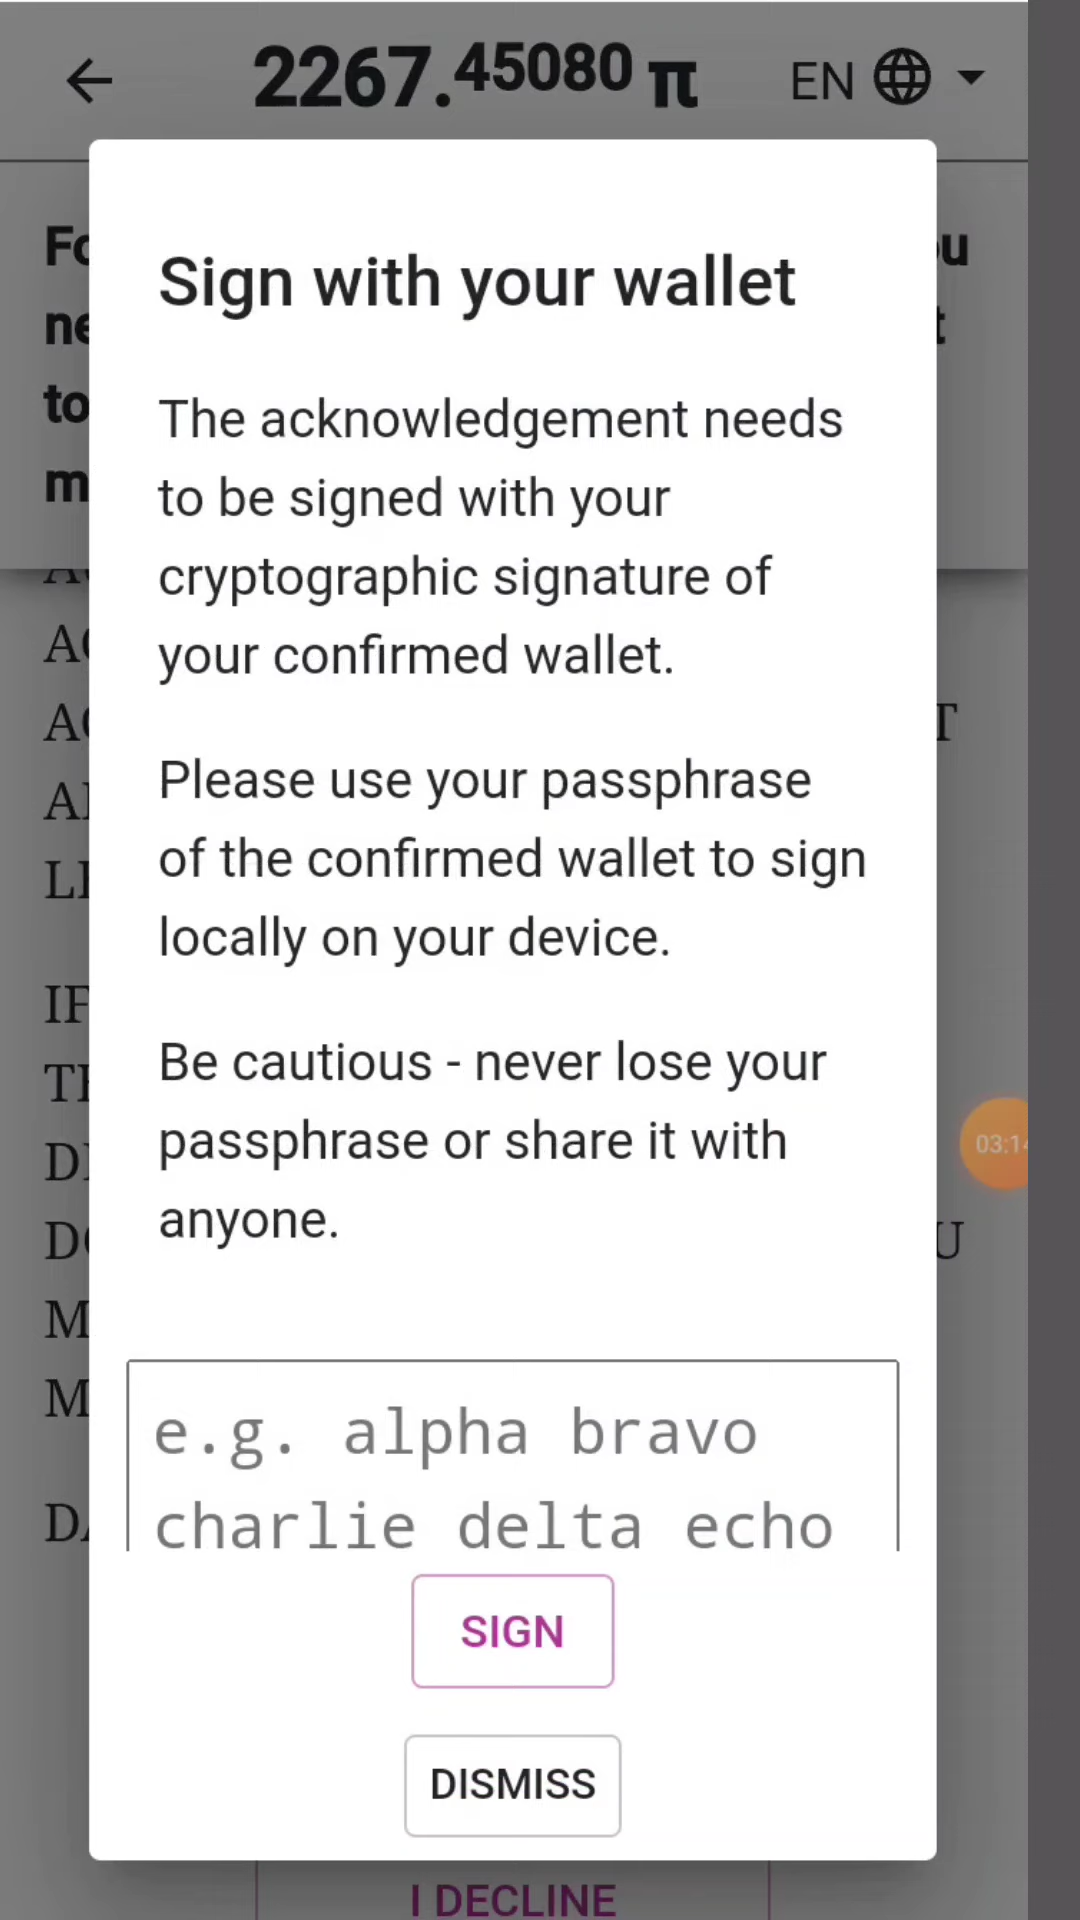 2267.45080 π EN
Sign with your wallet
The acknowledgement needs
to be signed with your
cryptographic signature of
your confirmed wallet.
Please use your passphrase
of the confirmed wallet to sign
locally on your device.
Be cautious - never lose your
passphrase or share it with
anyone.
e.g. alpha bravo
charlie delta echo
SIGN
DISMISS
I DECLINE